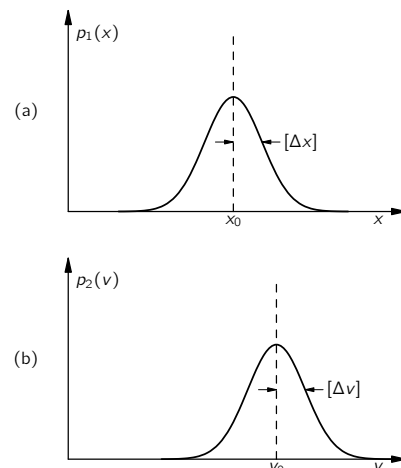 p₁(x)
(a)
[Δx]
x₀ x
p₂(v)
(b)
[Δv]
v₀ v